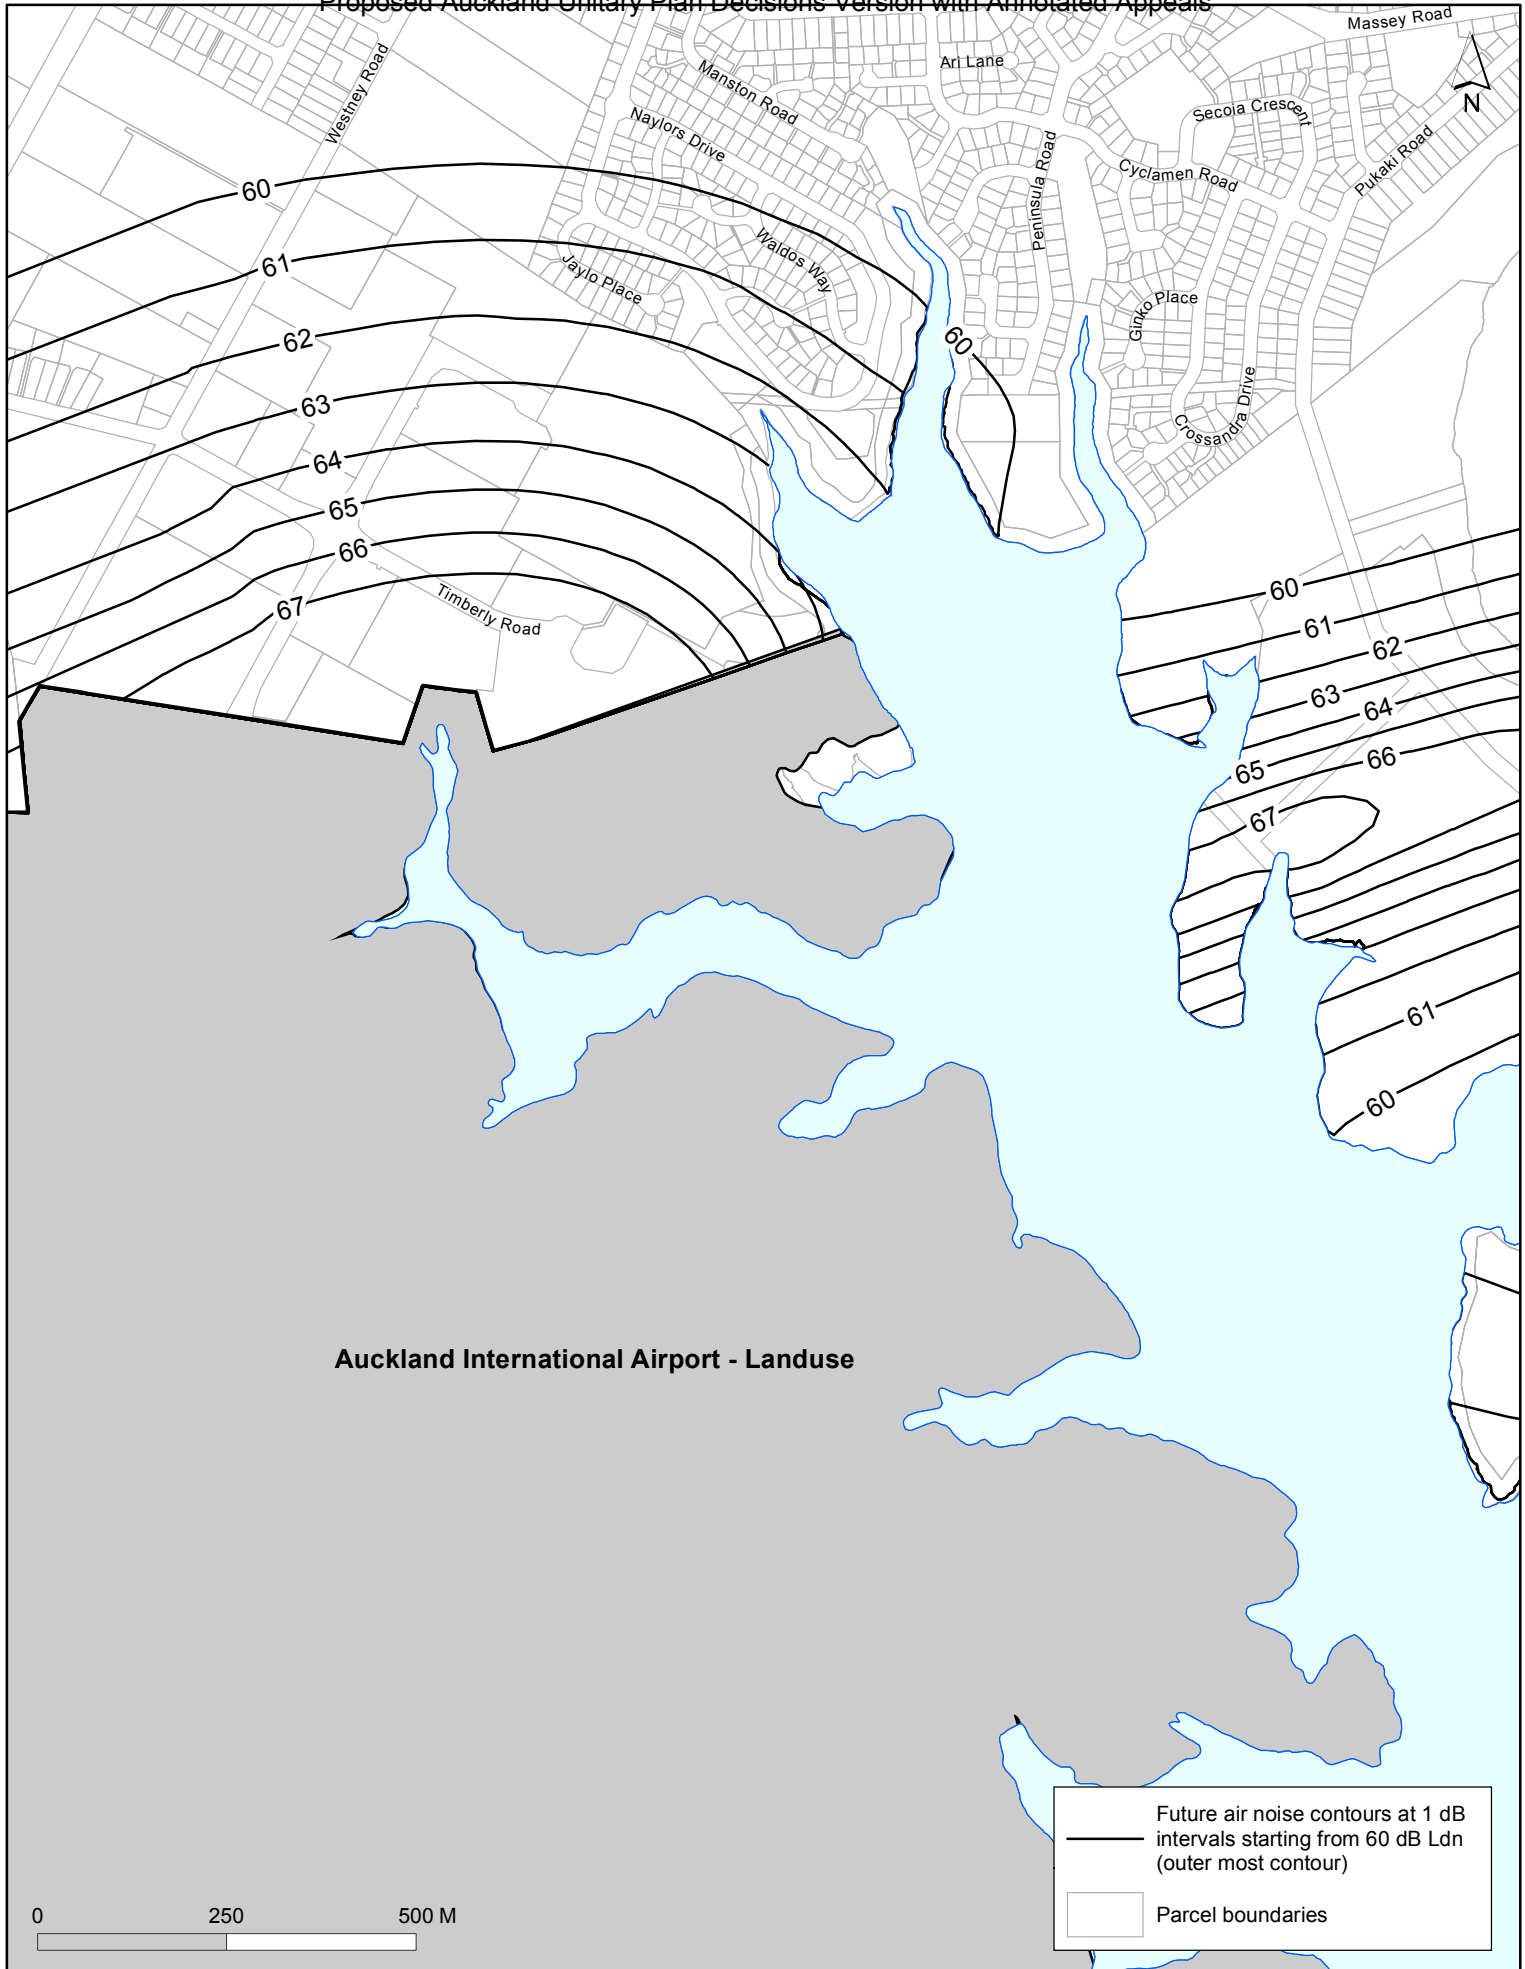 Proposed Auckland Unitary Plan Decisions Version with Annotated Appeals
Massey Road
Westney Road
Ari Lane
Manston Road
N
Secoia Crescent
Naylors Drive
Pukaki Road
Peninsula Road
Cyclamen Road
60
Waldos Way
61
Jaylo Place
Ginko Place
62
60
63
Crossandra Drive
64
65
66
60
67
Timberly Road
61
62
63
64
66
65
67
61
60
Auckland International Airport - Landuse
Future air noise contours at 1 dB
intervals starting from 60 dB Ldn
(outer most contour)
Parcel boundaries
0 250 500 M